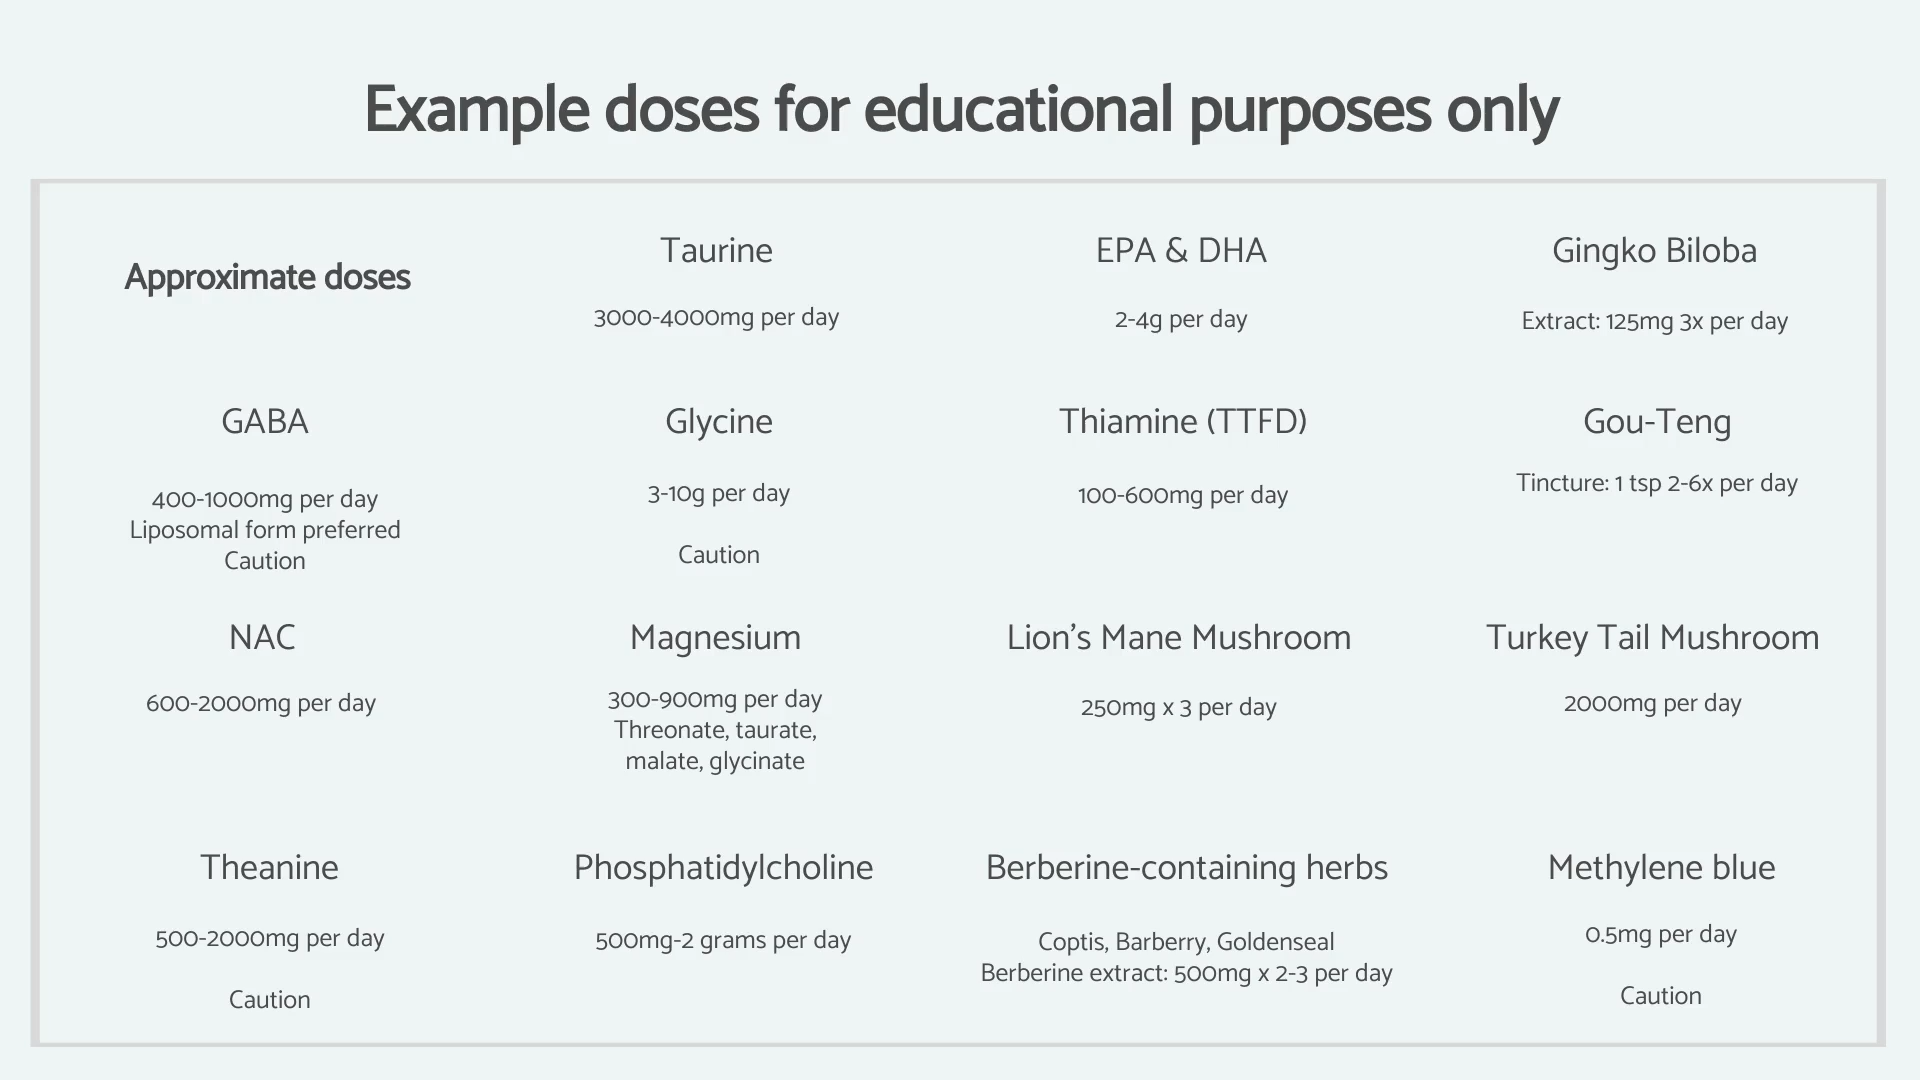 Example doses for educational purposes only
Approximate doses
Taurine
3000-4000mg per day
EPA & DHA
2-4g per day
Gingko Biloba
Extract: 125mg 3x per day
GABA
400-1000mg per day
Liposomal form preferred
Caution
Glycine
3-10g per day
Caution
Thiamine (TTFD)
100-600mg per day
Gou-Teng
Tincture: 1 tsp 2-6x per day
NAC
600-2000mg per day
Magnesium
300-900mg per day
Threonate, taurate,
malate, glycinate
Lion's Mane Mushroom
250mg x 3 per day
Turkey Tail Mushroom
2000mg per day
Theanine
500-2000mg per day
Caution
Phosphatidylcholine
500mg-2 grams per day
Berberine-containing herbs
Coptis, Barberry, Goldenseal
Berberine extract: 500mg x 2-3 per day
Methylene blue
0.5mg per day
Caution